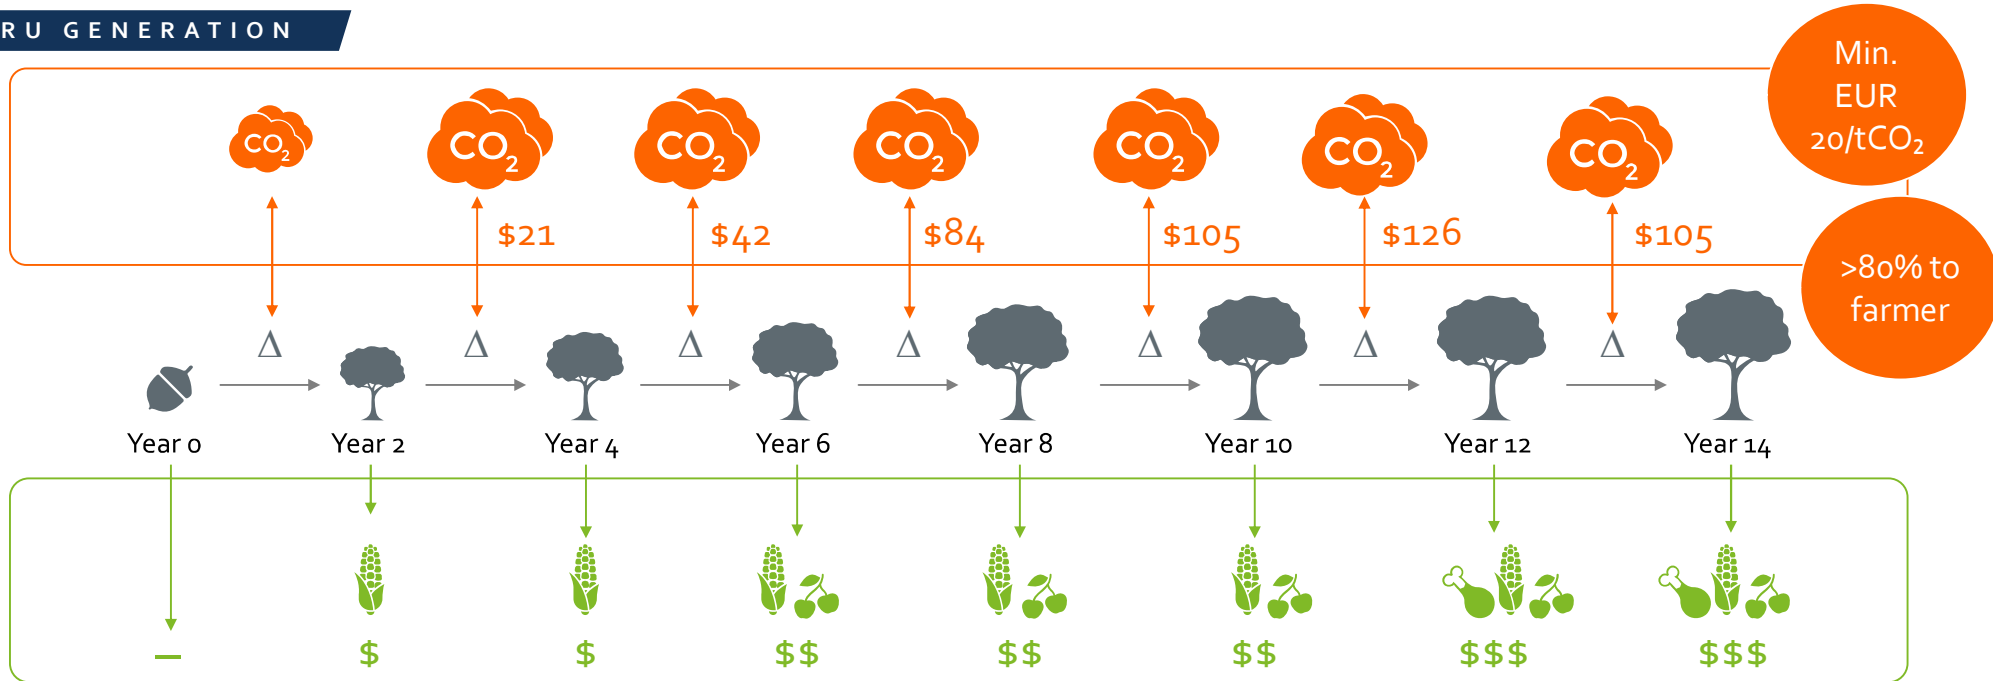 RU GENERATION
Min.
EUR
20/tCO₂
CO₂ CO₂ CO₂ CO₂ CO₂ CO₂ CO₂
$21 $42 $84 $105 $126 $105
>80% to
farmer
Δ Δ Δ Δ Δ Δ Δ
Year 0 Year 2 Year 4 Year 6 Year 8 Year 10 Year 12 Year 14
– $ $ $$ $$ $$ $$$ $$$